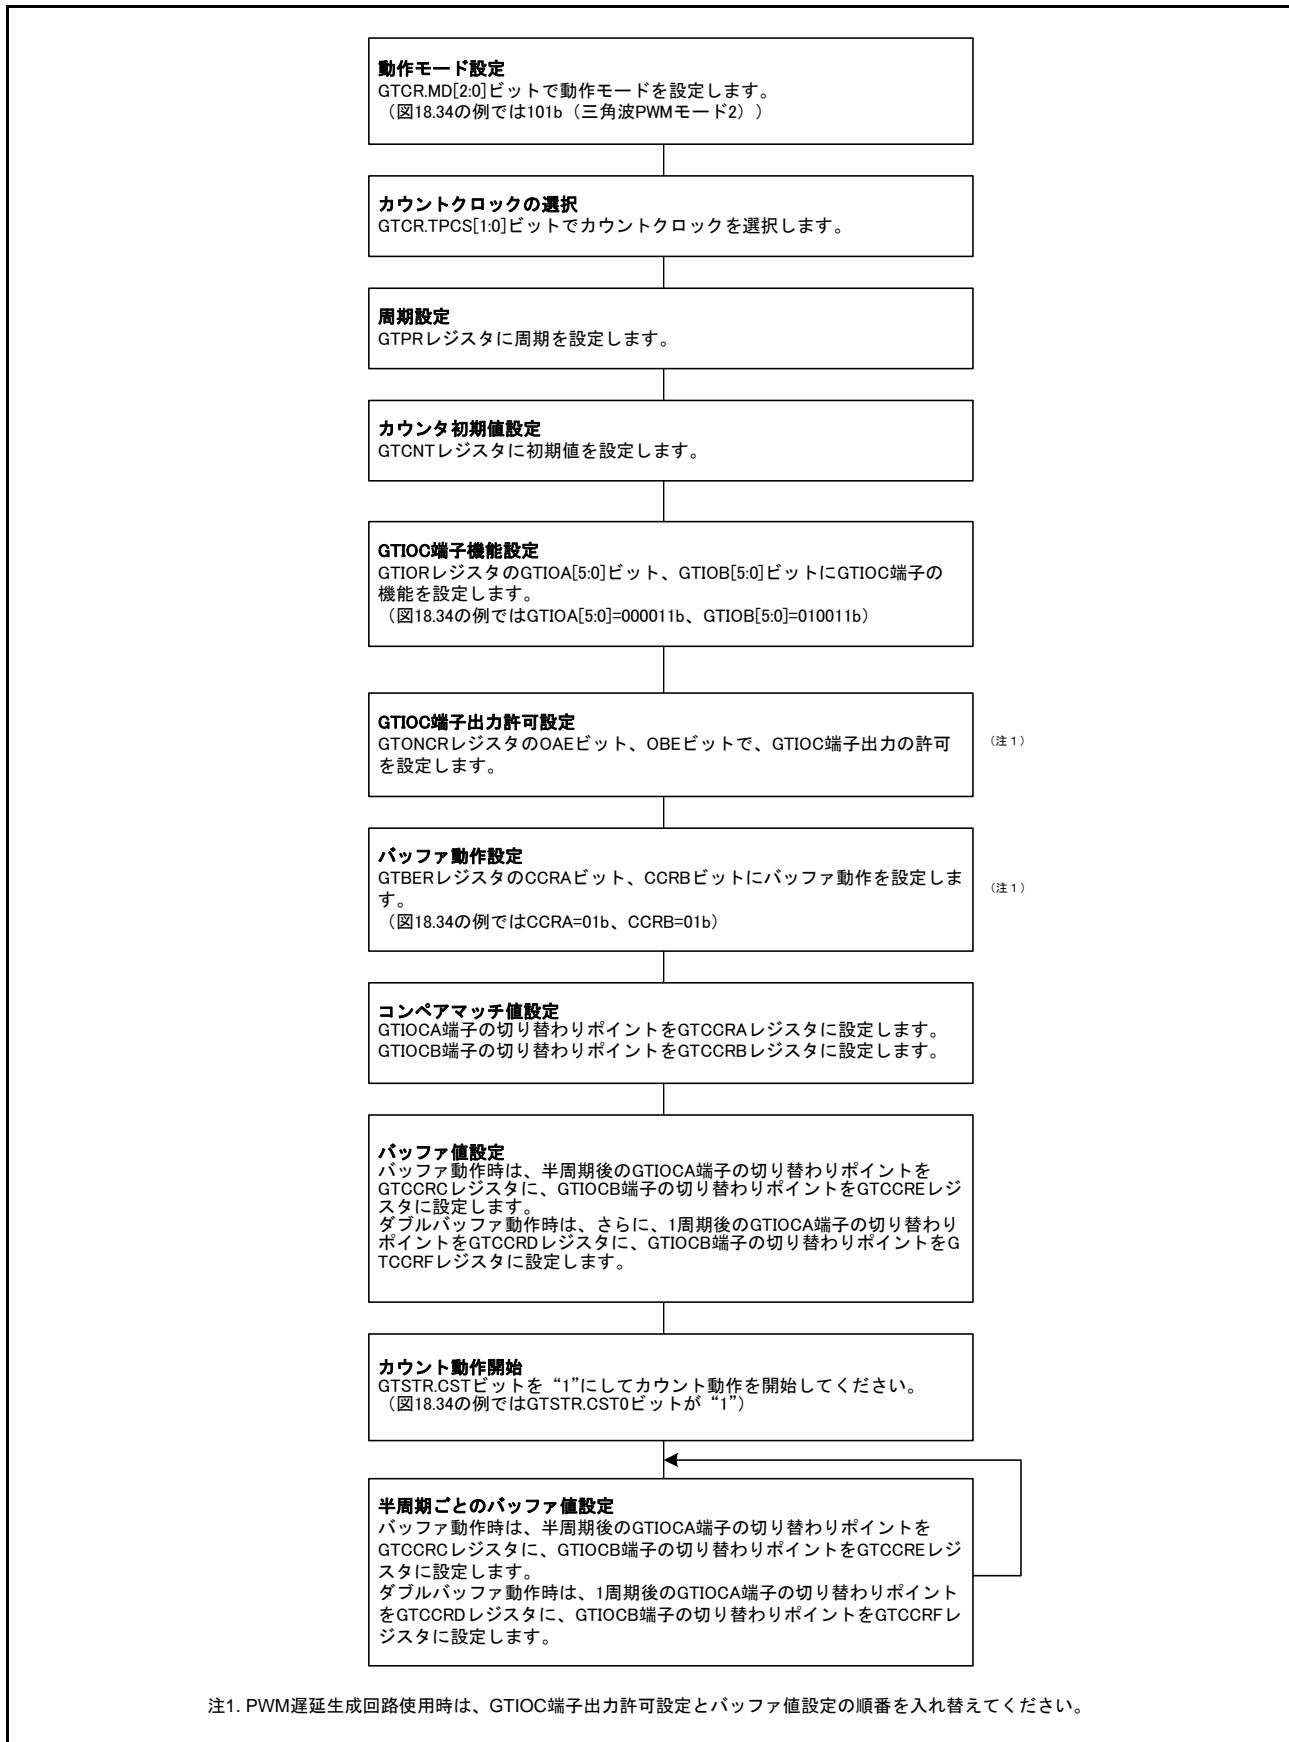 動作モード設定
GTCR.MD[2:0]ビットで動作モードを設定します。
（図18.34の例では101b（三角波PWMモード2））
カウントクロックの選択
GTCR.TPCS[1:0]ビットでカウントクロックを選択します。
周期設定
GTPRレジスタに周期を設定します。
カウンタ初期値設定
GTCNTレジスタに初期値を設定します。
GTIOC端子機能設定
GTIORレジスタのGTIOA[5:0]ビット、GTIOB[5:0]ビットにGTIOC端子の
機能を設定します。
（図18.34の例ではGTIOA[5:0]=000011b、GTIOB[5:0]=010011b）
GTIOC端子出力許可設定
GTONCRレジスタのOAEビット、OBEビットで、GTIOC端子出力の許可
を設定します。
（注１）
バッファ動作設定
GTBERレジスタのCCRAビット、CCRBビットにバッファ動作を設定しま
す。
（図18.34の例ではCCRA=01b、CCRB=01b）
（注１）
コンペアマッチ値設定
GTIOCA端子の切り替わりポイントをGTCCRAレジスタに設定します。
GTIOCB端子の切り替わりポイントをGTCCRBレジスタに設定します。
バッファ値設定
バッファ動作時は、半周期後のGTIOCA端子の切り替わりポイントを
GTCCRCレジスタに、GTIOCB端子の切り替わりポイントをGTCCREレジ
スタに設定します。
ダブルバッファ動作時は、さらに、1周期後のGTIOCA端子の切り替わり
ポイントをGTCCRDレジスタに、GTIOCB端子の切り替わりポイントをG
TCCRFレジスタに設定します。
カウント動作開始
GTSTR.CSTビットを“1”にしてカウント動作を開始してください。
（図18.34の例ではGTSTR.CST0ビットが“1”）
半周期ごとのバッファ値設定
バッファ動作時は、半周期後のGTIOCA端子の切り替わりポイントを
GTCCRCレジスタに、GTIOCB端子の切り替わりポイントをGTCCREレジ
スタに設定します。
ダブルバッファ動作時は、1周期後のGTIOCA端子の切り替わりポイント
をGTCCRDレジスタに、GTIOCB端子の切り替わりポイントをGTCCRFレ
ジスタに設定します。
注1. PWM遅延生成回路使用時は、GTIOC端子出力許可設定とバッファ値設定の順番を入れ替えてください。